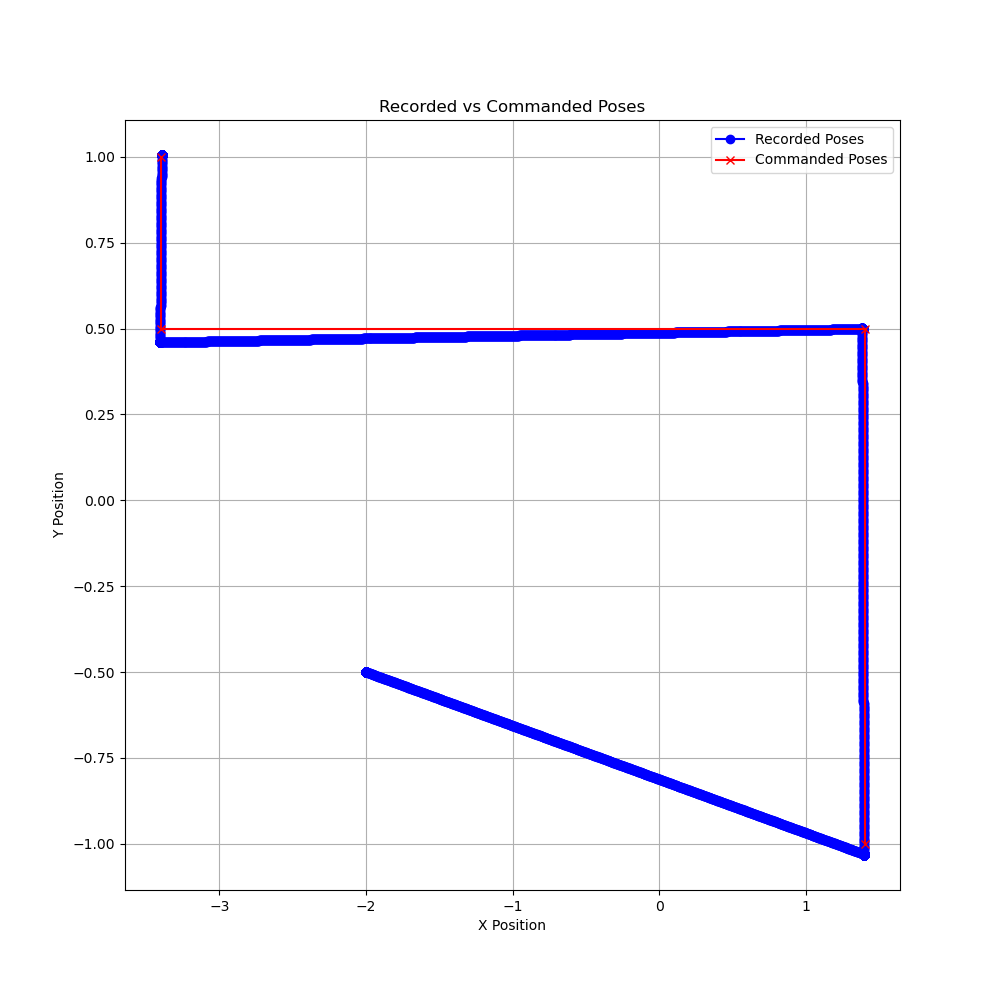 Recorded vs Commanded Poses
Recorded Poses
Commanded Poses
1.00
0.75
0.50
0.25
0.00
−0.25
−0.50
−0.75
−1.00
Y Position
−3 −2 −1 0 1
X Position